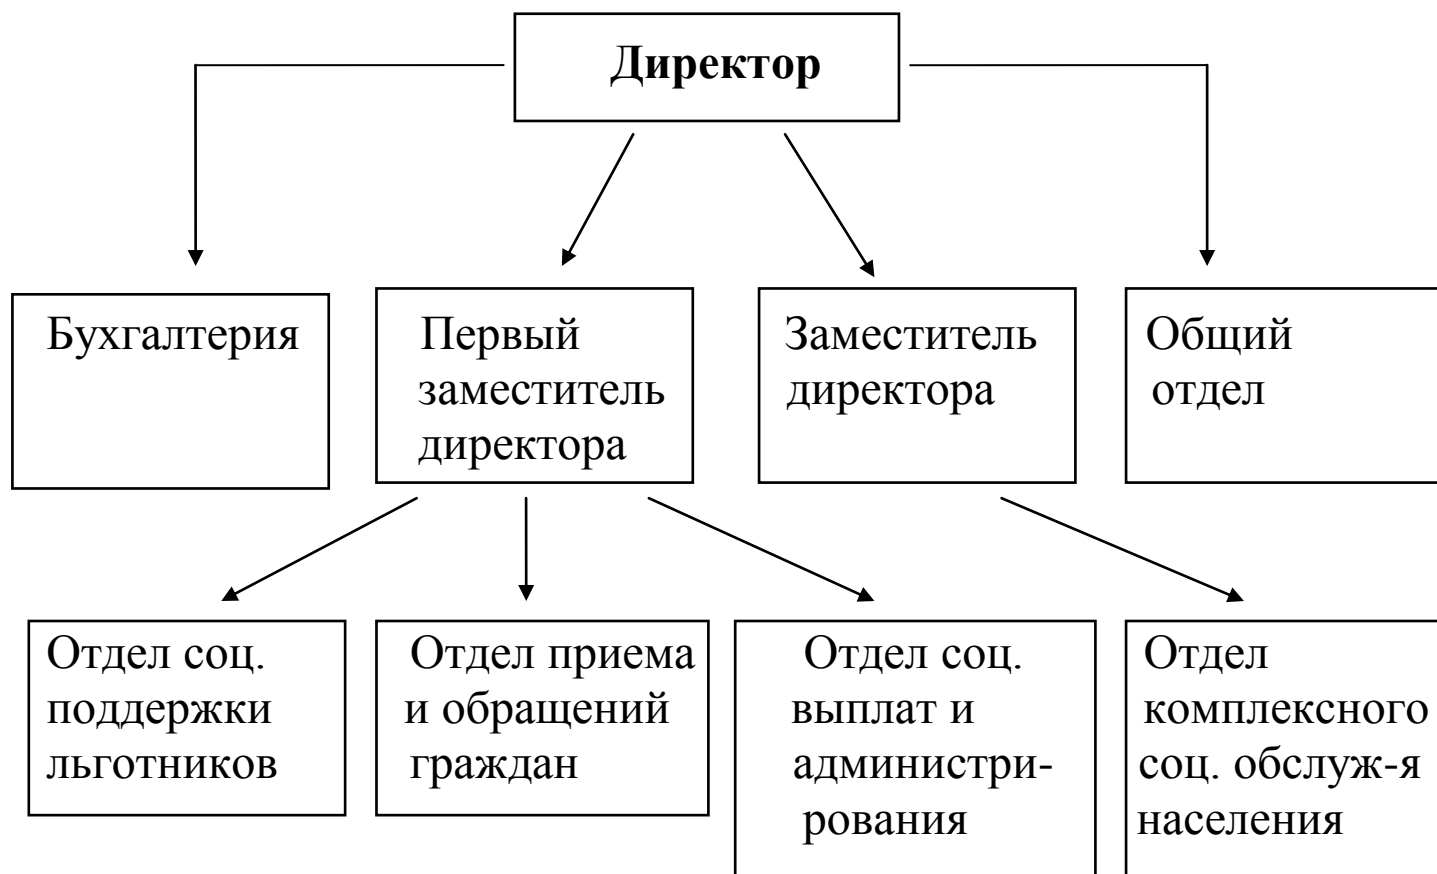 Директор
Бухгалтерия
Первый
заместитель
директора
Заместитель
директора
Общий
отдел
Отдел соц.
поддержки
льготников
Отдел приема
и обращений
граждан
Отдел соц.
выплат и
администри-
рования
Отдел
комплексного
соц. обслуж-я
населения